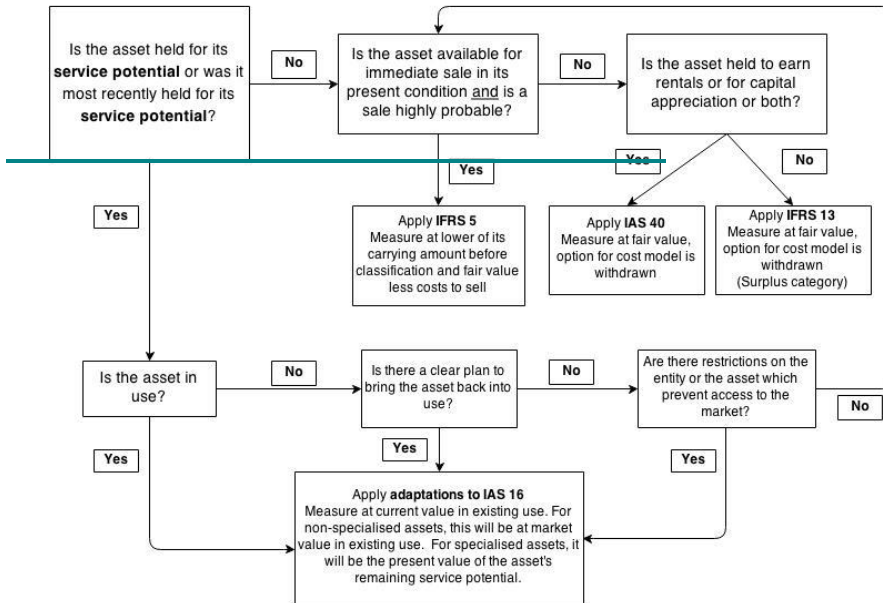 Is the asset held for its
service potential or was it
most recently held for its
service potential?
No
Is the asset available for
immediate sale in its
present condition and is a
sale highly probable?
No
Is the asset held to earn
rentals or for capital
appreciation or both?
Yes
Yes
Yes
No
Apply IFRS 5
Measure at lower of its
carrying amount before
classification and fair value
less costs to sell
Apply IAS 40
Measure at fair value,
option for cost model is
withdrawn
Apply IFRS 13
Measure at fair value,
option for cost model is
withdrawn
(Surplus category)
Is the asset in
use?
No
Is there a clear plan to
bring the asset back into
use?
No
Are there restrictions on the
entity or the asset which
prevent access to the
market?
No
Yes
Yes
Yes
Apply adaptations to IAS 16
Measure at current value in existing use. For
non-specialised assets, this will be at market
value in existing use. For specialised assets, it
will be the present value of the asset's
remaining service potential.